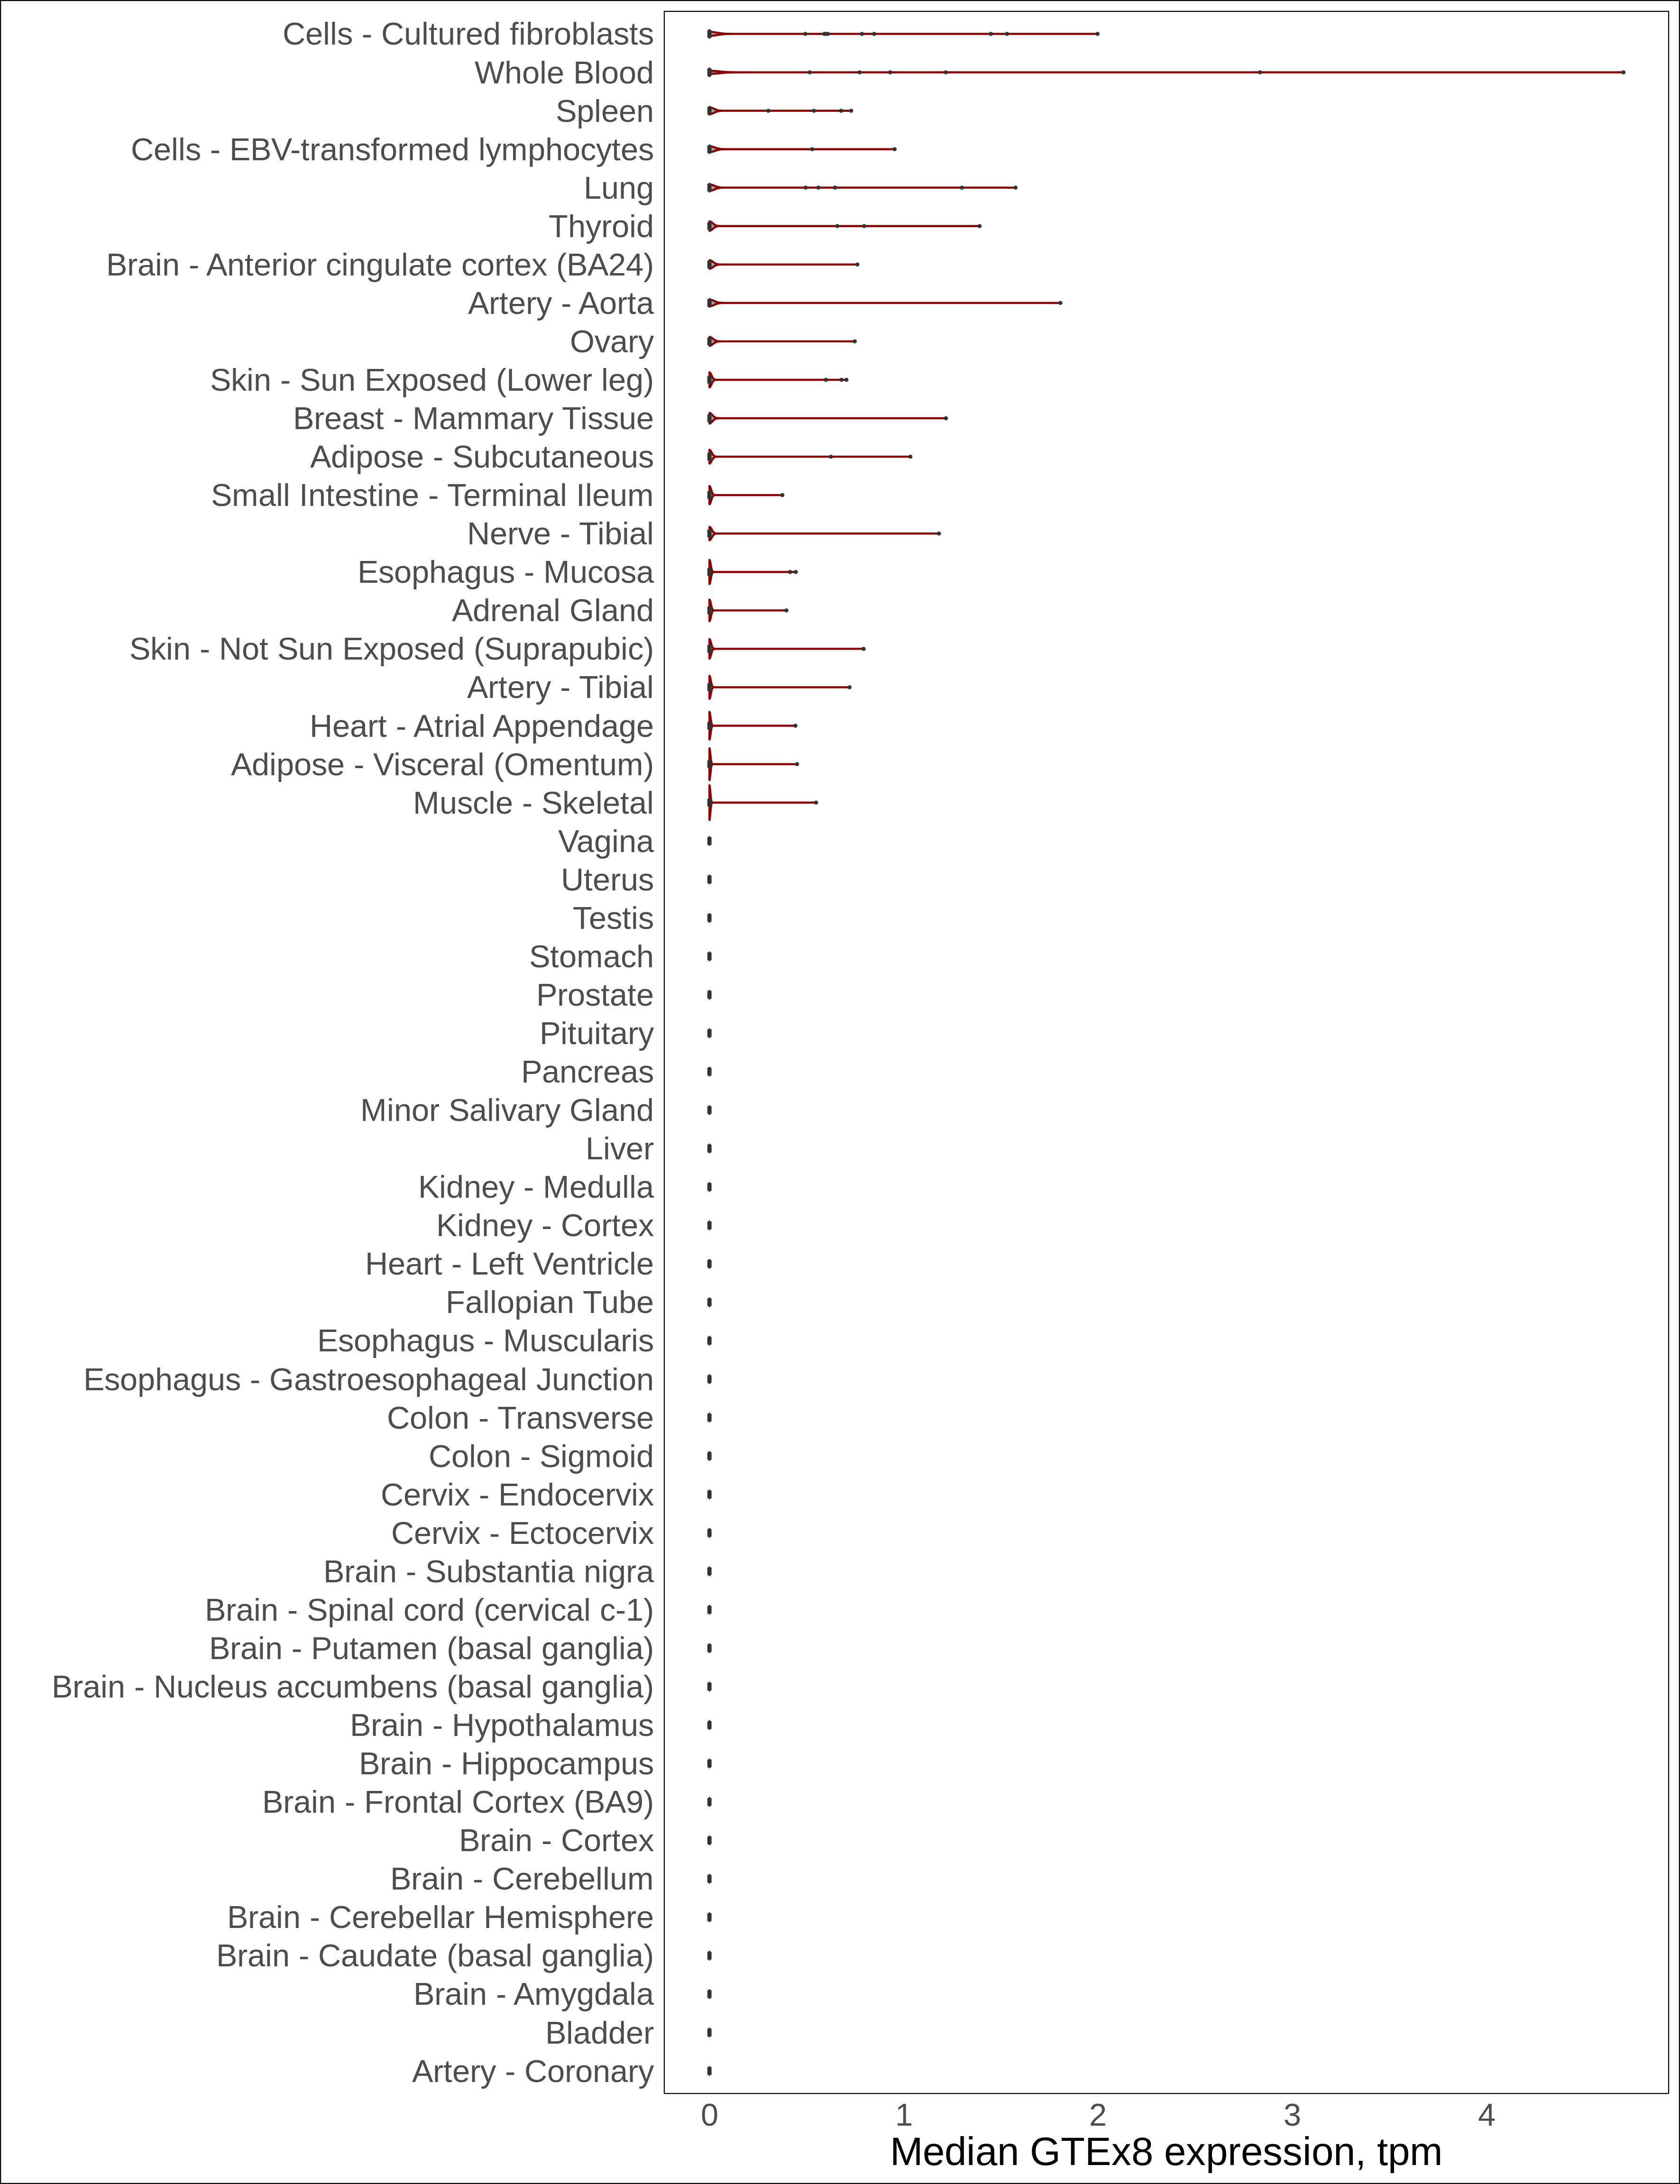 Cells - Cultured fibroblasts
Whole Blood
Spleen
Cells - EBV-transformed lymphocytes
Lung
Thyroid
Brain - Anterior cingulate cortex (BA24)
Artery - Aorta
Ovary
Skin - Sun Exposed (Lower leg)
Breast - Mammary Tissue
Adipose - Subcutaneous
Small Intestine - Terminal Ileum
Nerve - Tibial
Esophagus - Mucosa
Adrenal Gland
Skin - Not Sun Exposed (Suprapubic)
Artery - Tibial
Heart - Atrial Appendage
Adipose - Visceral (Omentum)
Muscle - Skeletal
Vagina
Uterus
Testis
Stomach
Prostate
Pituitary
Pancreas
Minor Salivary Gland
Liver
Kidney - Medulla
Kidney - Cortex
Heart - Left Ventricle
Fallopian Tube
Esophagus - Muscularis
Esophagus - Gastroesophageal Junction
Colon - Transverse
Colon - Sigmoid
Cervix - Endocervix
Cervix - Ectocervix
Brain - Substantia nigra
Brain - Spinal cord (cervical c-1)
Brain - Putamen (basal ganglia)
Brain - Nucleus accumbens (basal ganglia)
Brain - Hypothalamus
Brain - Hippocampus
Brain - Frontal Cortex (BA9)
Brain - Cortex
Brain - Cerebellum
Brain - Cerebellar Hemisphere
Brain - Caudate (basal ganglia)
Brain - Amygdala
Bladder
Artery - Coronary
0 1 2 3 4
Median GTEx8 expression, tpm